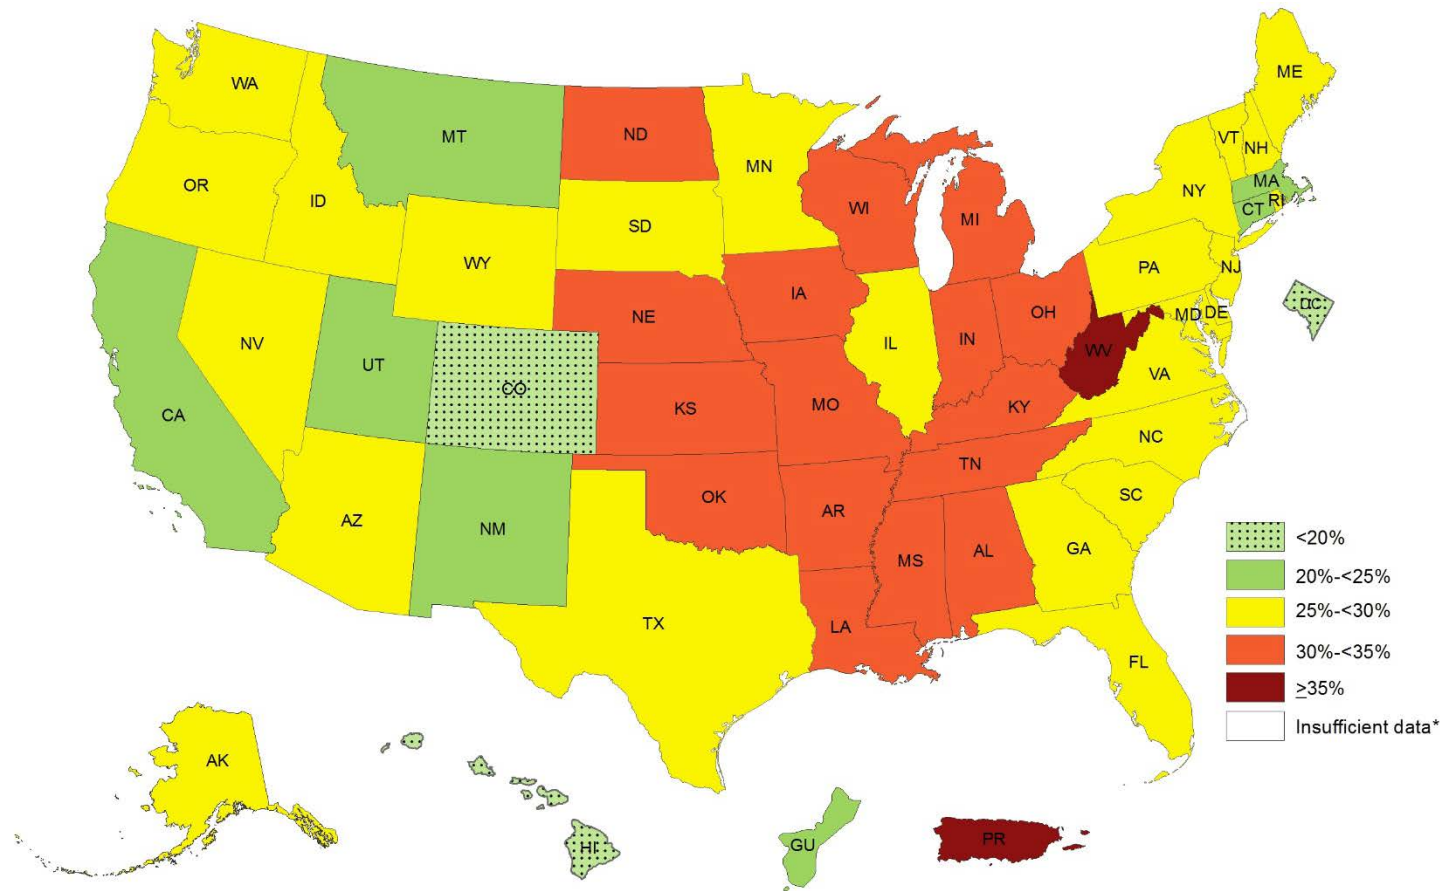 WA
MT
ND
MN
ME
VT
NH
OR
ID
SD
WI
MI
NY
MA
CT
RI
WY
IA
PA
NJ
NE
OH
MD
DE
DC
NV
UT
CO
IL
IN
WV
VA
CA
KS
MO
KY
NC
AZ
NM
OK
AR
TN
SC
MS
AL
GA
TX
LA
FL
AK
HI
GU
PR
<20%
20%-<25%
25%-<30%
30%-<35%
≥35%
Insufficient data*